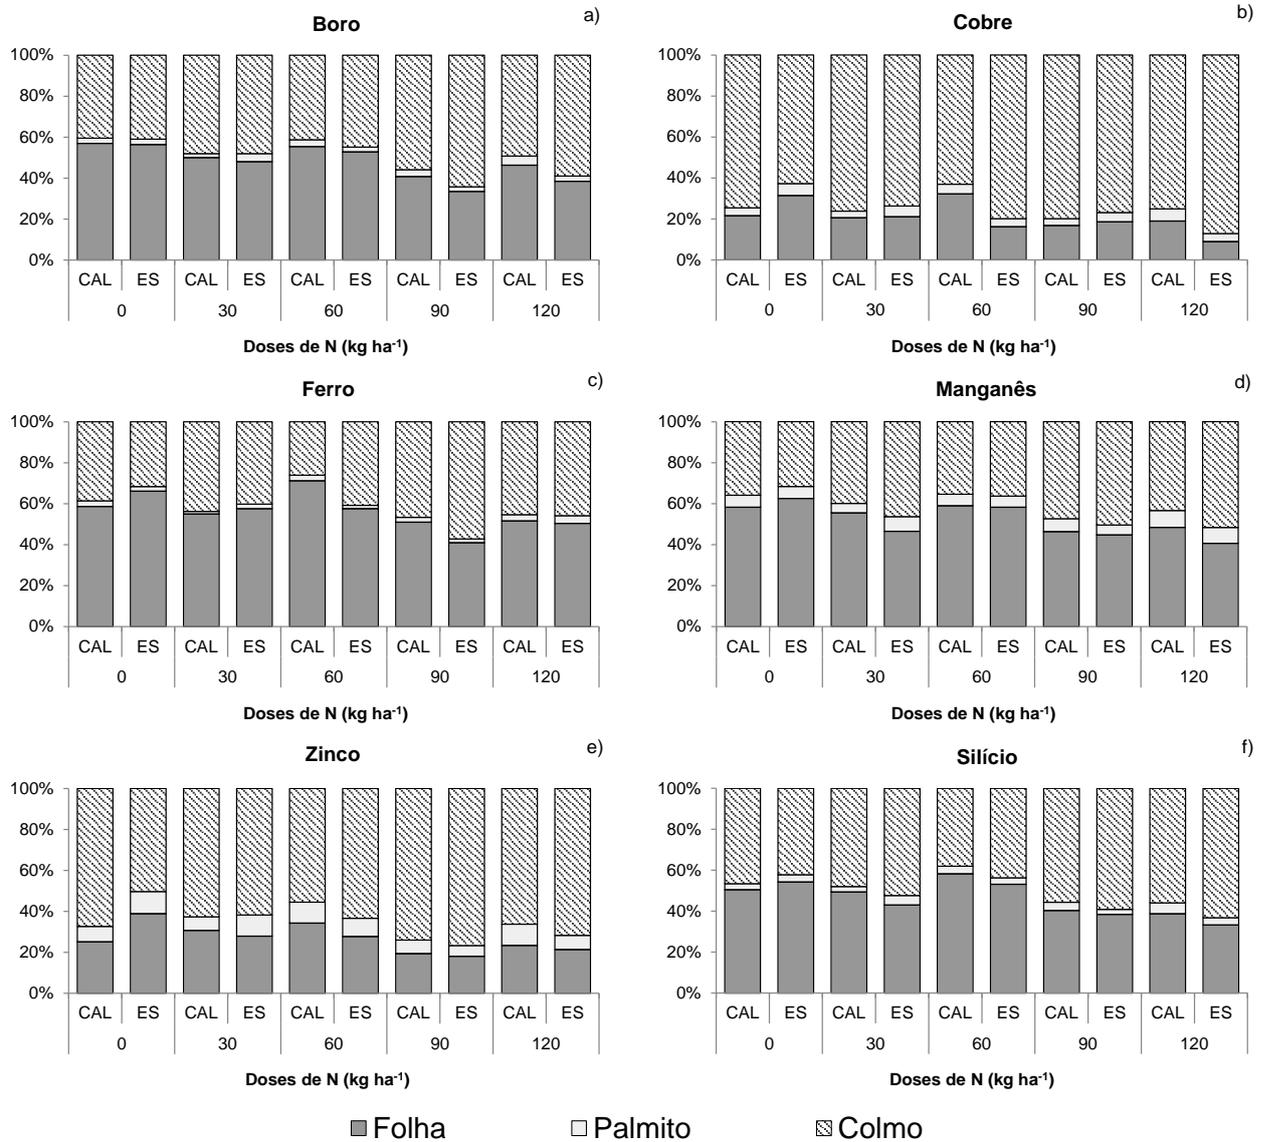 Boro a)
100%
80%
60%
40%
20%
0%
CAL ES CAL ES CAL ES CAL ES CAL ES
0 30 60 90 120
Doses de N (kg ha-1)
Cobre b)
100%
80%
60%
40%
20%
0%
CAL ES CAL ES CAL ES CAL ES CAL ES
0 30 60 90 120
Doses de N (kg ha-1)
Ferro c)
100%
80%
60%
40%
20%
0%
CAL ES CAL ES CAL ES CAL ES CAL ES
0 30 60 90 120
Doses de N (kg ha-1)
Manganês d)
100%
80%
60%
40%
20%
0%
CAL ES CAL ES CAL ES CAL ES CAL ES
0 30 60 90 120
Doses de N (kg ha-1)
Zinco e)
100%
80%
60%
40%
20%
0%
CAL ES CAL ES CAL ES CAL ES CAL ES
0 30 60 90 120
Doses de N (kg ha-1)
Silício f)
100%
80%
60%
40%
20%
0%
CAL ES CAL ES CAL ES CAL ES CAL ES
0 30 60 90 120
Doses de N (kg ha-1)
Folha Palmito Colmo